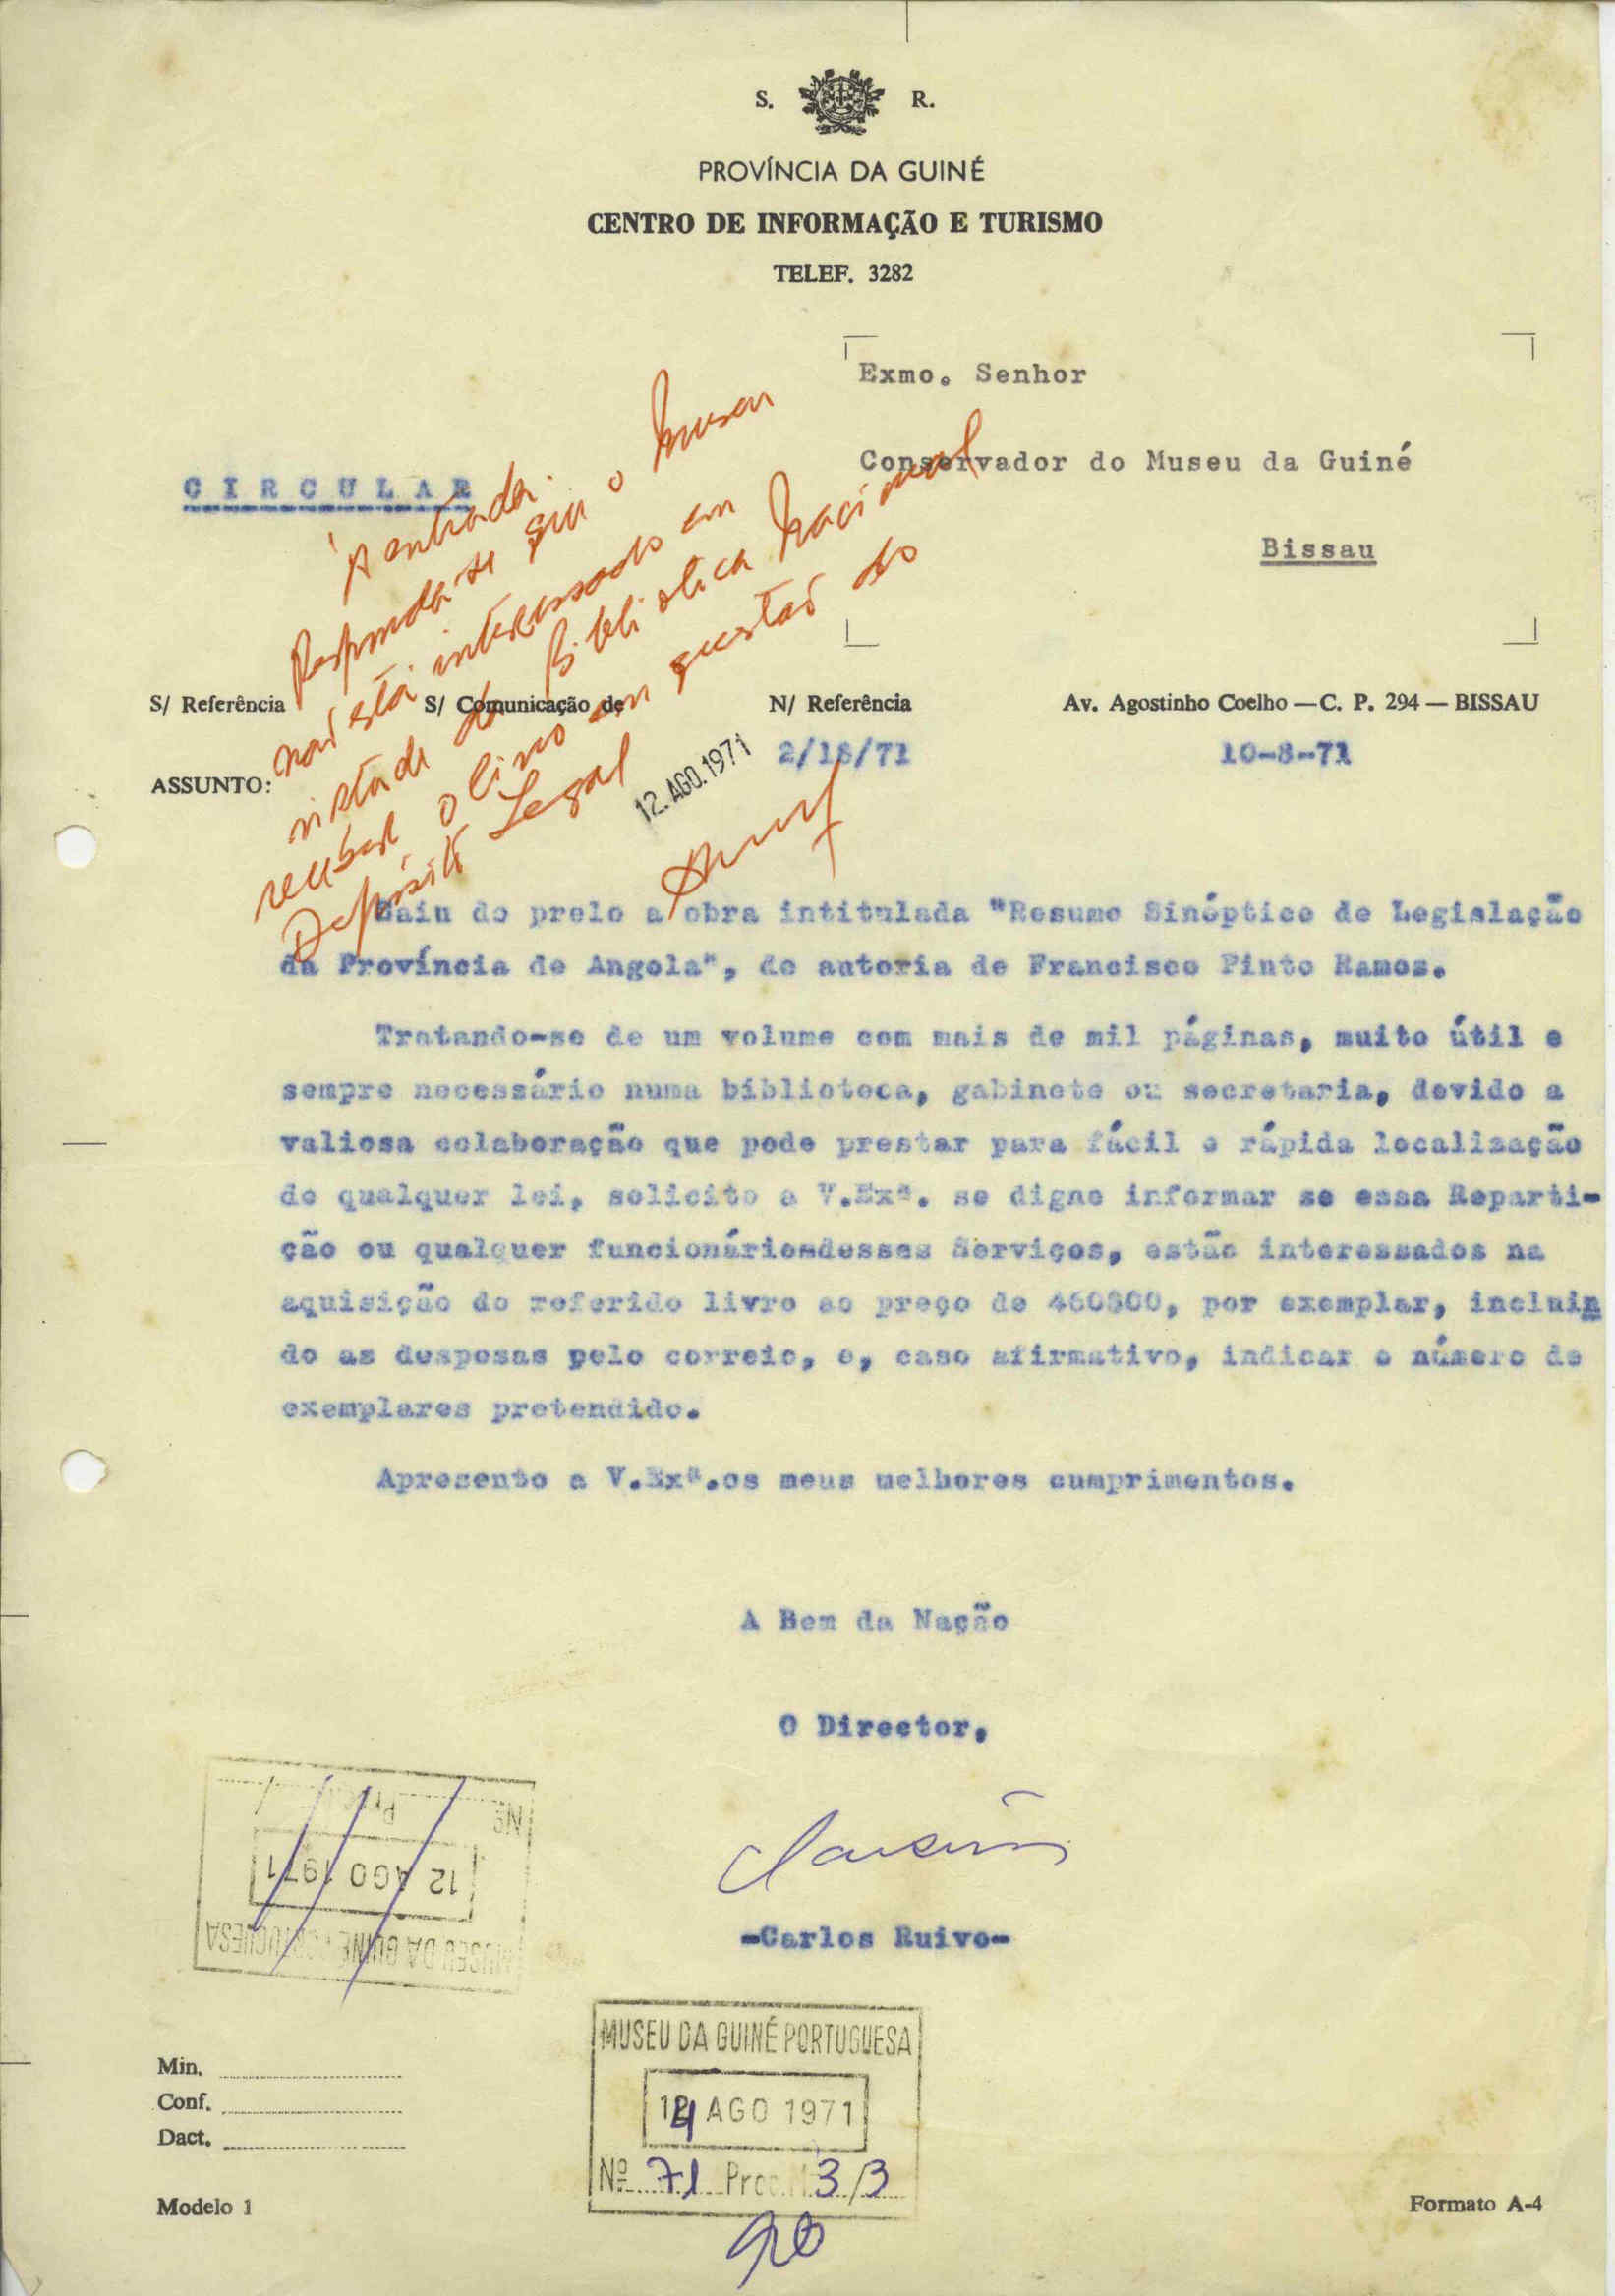 S. R.
PROVÍNCIA DA GUINÉ
CENTRO DE INFORMAÇÃO E TURISMO
TELEF. 3282
Exmo. Senhor
Conservador do Museu da Guiné
Bissau
CIRCULAR
À entrada.
Responda-se que o Museu
não está interessado em
vista de a Biblioteca Nacional
receber o livro em questão do
Depósito Legal
12. AGO. 1971
S/ Referência S/ Comunicação de N/ Referência Av. Agostinho Coelho — C. P. 294 — BISSAU
2/18/71 10-8-71
ASSUNTO:
Saiu do prelo a obra intitulada "Resumo Sinóptico de Legislação
da Província de Angola", de autoria de Francisco Pinto Ramos.
Tratando-se de um volume com mais de mil páginas, muito útil e
sempre necessário numa biblioteca, gabinete ou secretaria, devido a
valiosa colaboração que pode prestar para fácil e rápida localização
de qualquer lei, solicito a V.Exª. se digne informar se essa Reparti-
ção ou qualquer funcionáriosdesses Serviços, estão interessados na
aquisição do referido livro ao preço de 460$00, por exemplar, incluin
do as despesas pelo correio, e, caso afirmativo, indicar o número de
exemplares pretendido.
Apresento a V.Exª.os meus melhores cumprimentos.
A Bem da Nação
O Director,
-Carlos Ruivo-
Nº Proc.
12 AGO 1971
MUSEU DA GUINÉ PORTUGUESA
MUSEU DA GUINÉ PORTUGUESA
14 AGO 1971
Nº 71 Proc. 3/3
Min.
Conf.
Dact.
Modelo 1 Formato A-4